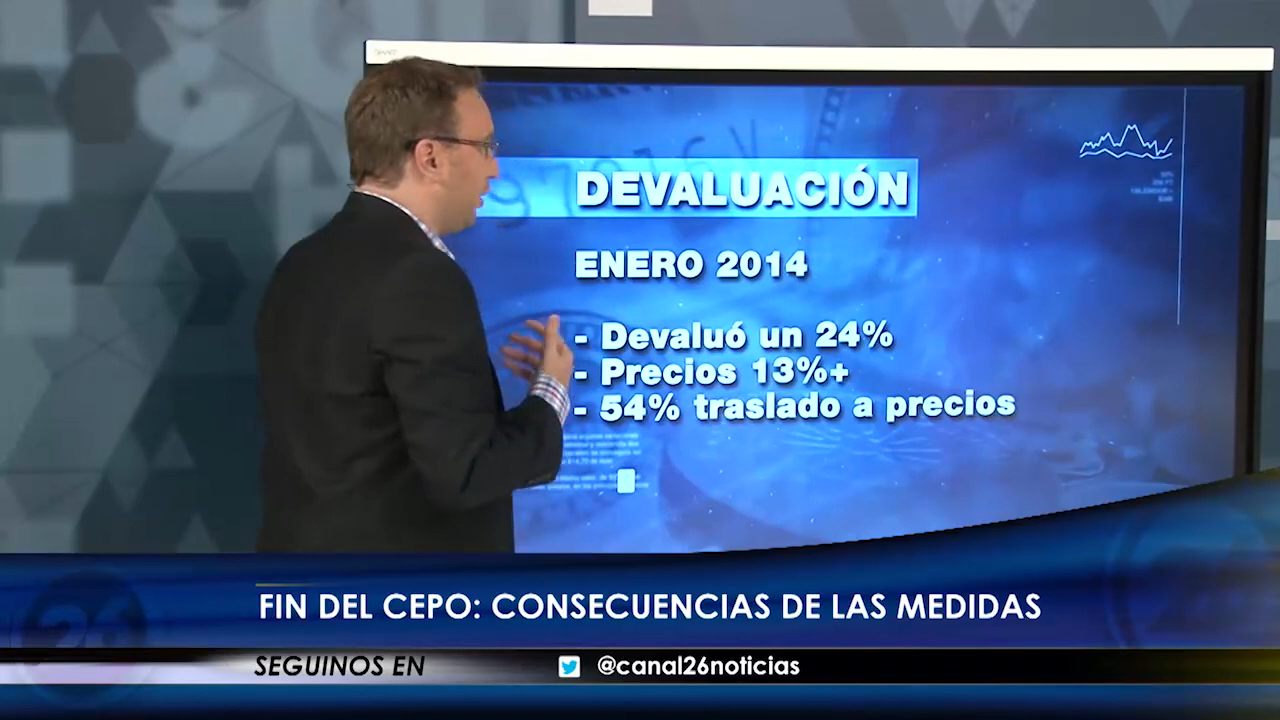 DEVALUACIÓN
ENERO 2014
- Devaluó un 24%
- Precios 13%+
- 54% traslado a precios
FIN DEL CEPO: CONSECUENCIAS DE LAS MEDIDAS
SEGUINOS EN
@canal26noticias
26